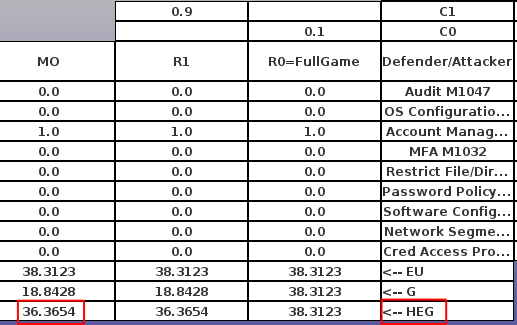 0.9 C1
0.1 C0
MO R1 R0=FullGame Defender/Attacker
0.0 0.0 0.0 Audit M1047
0.0 0.0 0.0 OS Configuratio...
1.0 1.0 1.0 Account Manag...
0.0 0.0 0.0 MFA M1032
0.0 0.0 0.0 Restrict File/Dir...
0.0 0.0 0.0 Password Policy...
0.0 0.0 0.0 Software Config...
0.0 0.0 0.0 Network Segme...
0.0 0.0 0.0 Cred Access Pro...
38.3123 38.3123 38.3123 <-- EU
18.8428 18.8428 38.3123 <-- G
36.3654 36.3654 38.3123 <-- HEG